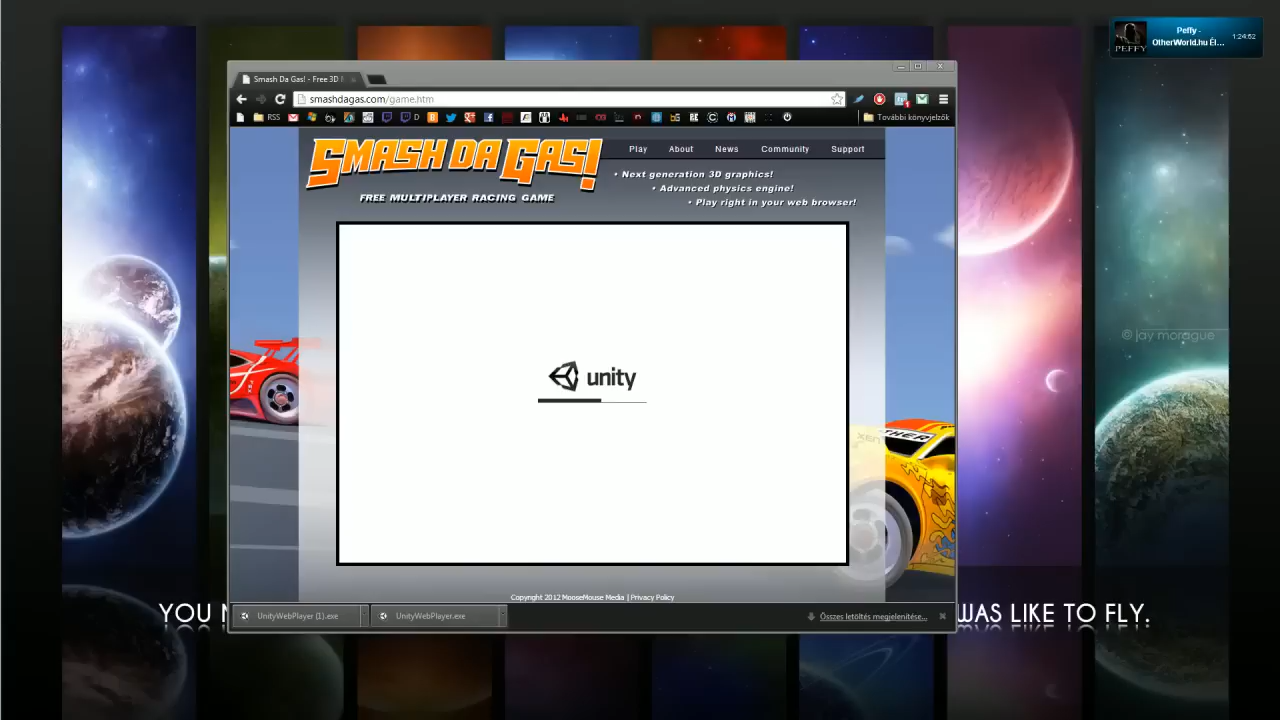 Peffy -
OtherWorld.hu Él...
1:24:52
PEFFY
Smash Da Gas! - Free 3D
smashdagas.com/game.htm
RSS
D
További könyvjelzők
SMASH DA GAS!
FREE MULTIPLAYER RACING GAME
Play About News Community Support
• Next generation 3D graphics!
• Advanced physics engine!
• Play right in your web browser!
unity
© jay morague
Copyright 2012 MooseMouse Media | Privacy Policy
UnityWebPlayer (1).exe
UnityWebPlayer.exe
Összes letöltés megjelenítése...
YOU
WAS LIKE TO FLY.